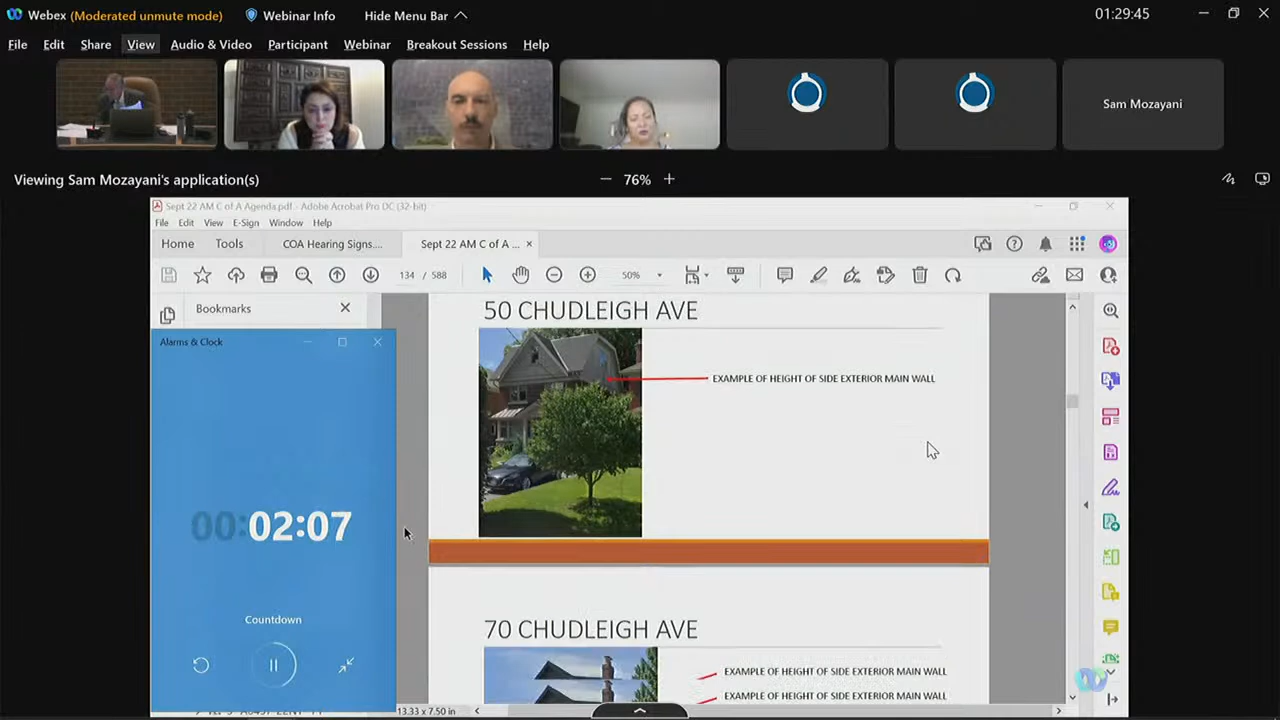 Webex (Moderated unmute mode) Webinar Info Hide Menu Bar 01:29:45
File Edit Share View Audio & Video Participant Webinar Breakout Sessions Help
Sam Mozayani
Viewing Sam Mozayani's application(s) 76%
Sept 22 AM C of A Agenda.pdf - Adobe Acrobat Pro DC (32-bit)
File Edit View E-Sign Window Help
Home Tools COA Hearing Signs.... Sept 22 AM C of A ... ×
134 / 588 50%
Bookmarks
50 CHUDLEIGH AVE
Alarms & Clock
EXAMPLE OF HEIGHT OF SIDE EXTERIOR MAIN WALL
00:02:07
Countdown
70 CHUDLEIGH AVE
EXAMPLE OF HEIGHT OF SIDE EXTERIOR MAIN WALL
EXAMPLE OF HEIGHT OF SIDE EXTERIOR MAIN WALL
13.33 x 7.50 in